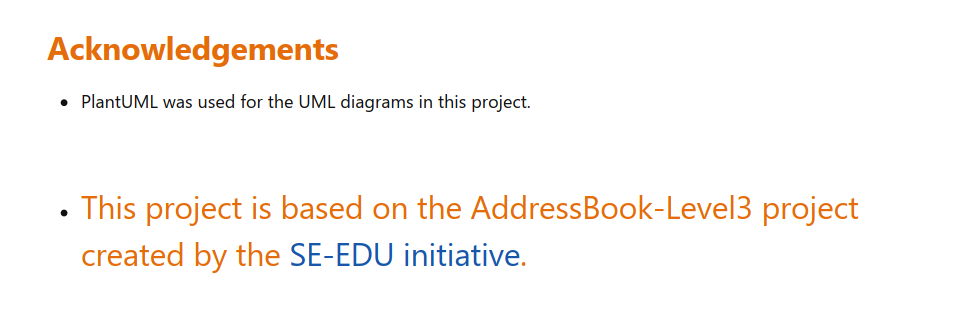 Acknowledgements
PlantUML was used for the UML diagrams in this project.
This project is based on the AddressBook-Level3 project
created by the SE-EDU initiative.